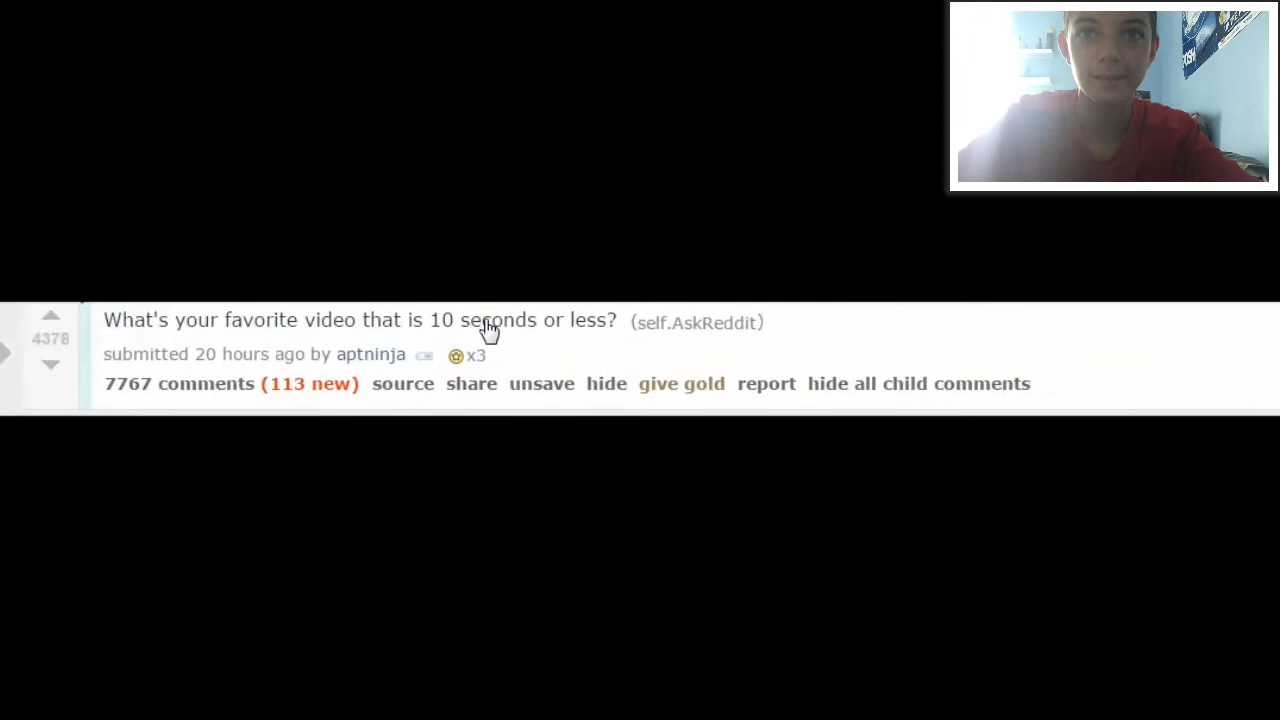 What's your favorite video that is 10 seconds or less? (self.AskReddit)
4378
submitted 20 hours ago by aptninja x3
7767 comments (113 new) source share unsave hide give gold report hide all child comments